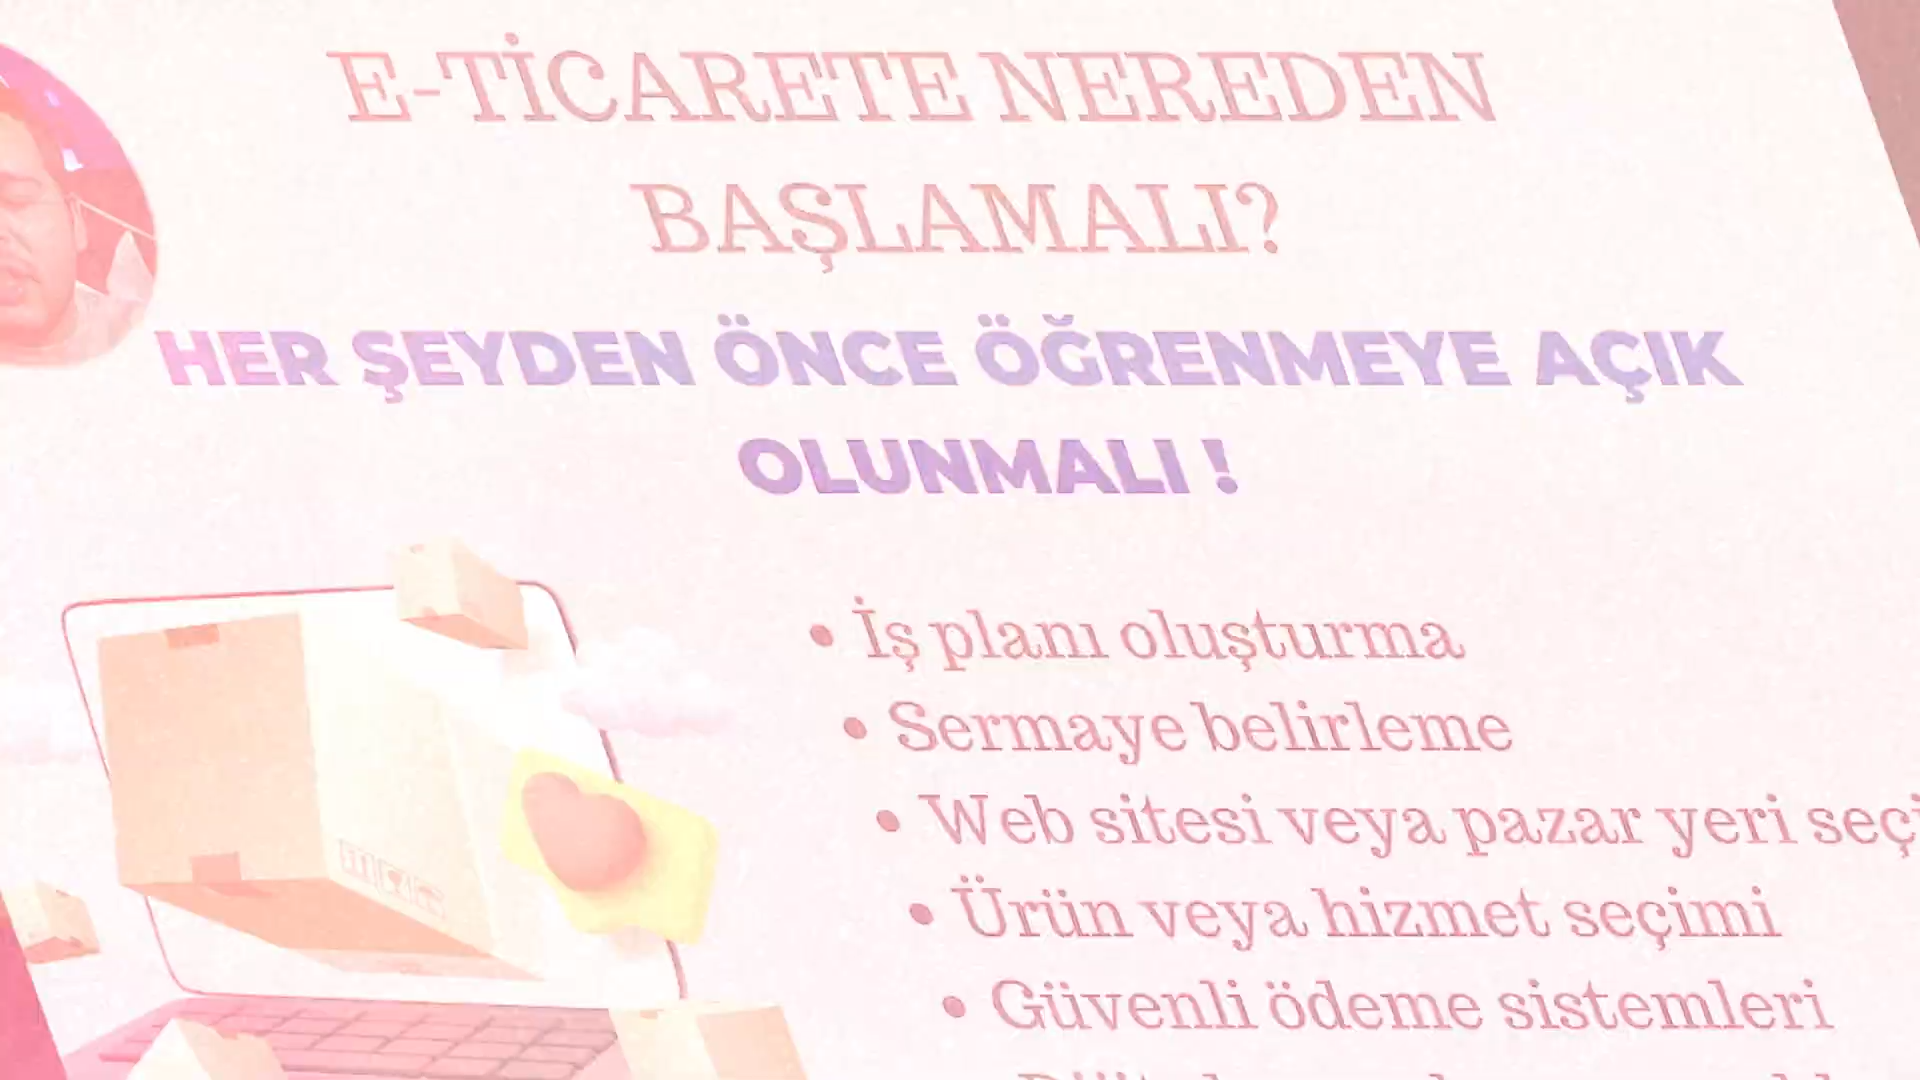 E-TİCARETE NEREDEN
BAŞLAMALI?
HER ŞEYDEN ÖNCE ÖĞRENMEYE AÇIK
OLUNMALI !
• İş planı oluşturma
• Sermaye belirleme
• Web sitesi veya pazar yeri
• Ürün veya hizmet seçimi
• Güvenli ödeme sistemleri